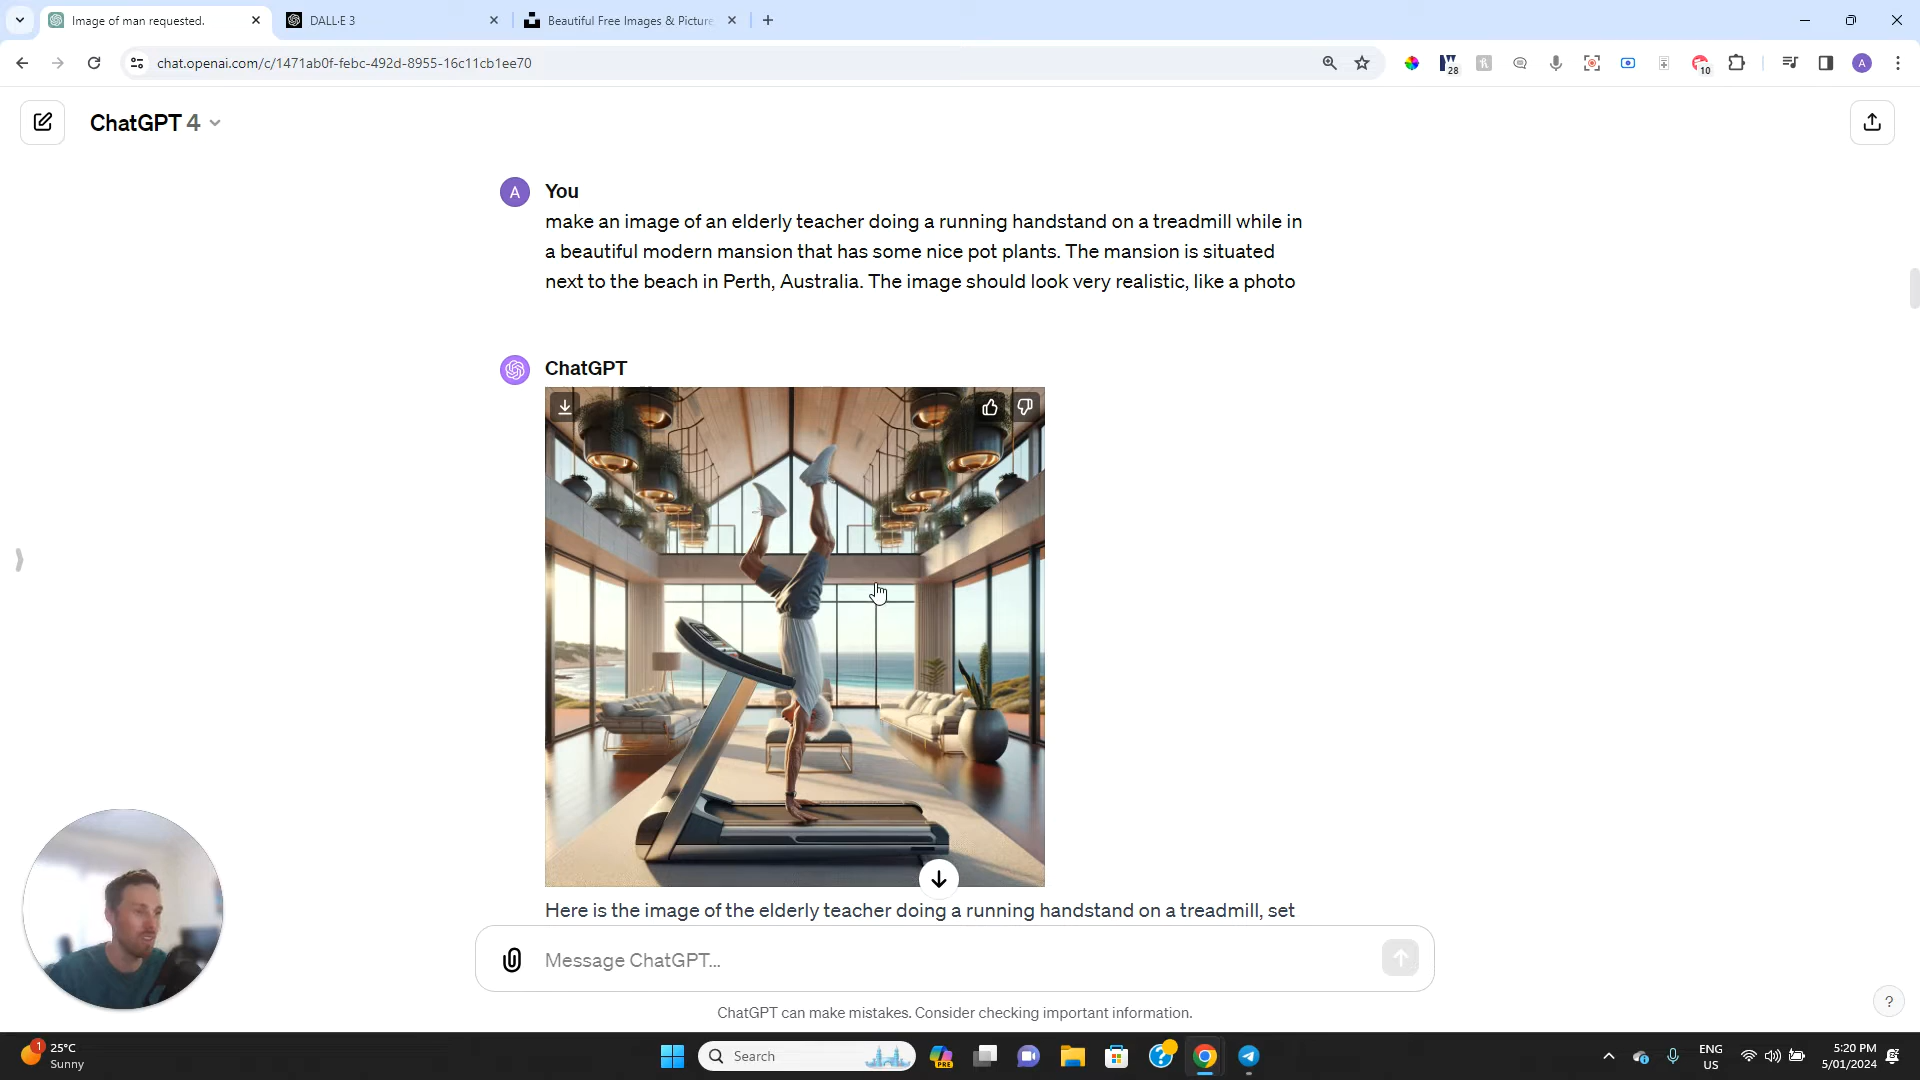 Image of man requested.
DALL·E 3
Beautiful Free Images & Picture
chat.openai.com/c/1471ab0f-febc-492d-8955-16c11cb1ee70
28
10
A
ChatGPT 4
A
You
make an image of an elderly teacher doing a running handstand on a treadmill while in
a beautiful modern mansion that has some nice pot plants. The mansion is situated
next to the beach in Perth, Australia. The image should look very realistic, like a photo
ChatGPT
Here is the image of the elderly teacher doing a running handstand on a treadmill, set
Message ChatGPT...
ChatGPT can make mistakes. Consider checking important information.
?
1
25°C
Sunny
Search
PRE
ENG
US
5:20 PM
5/01/2024